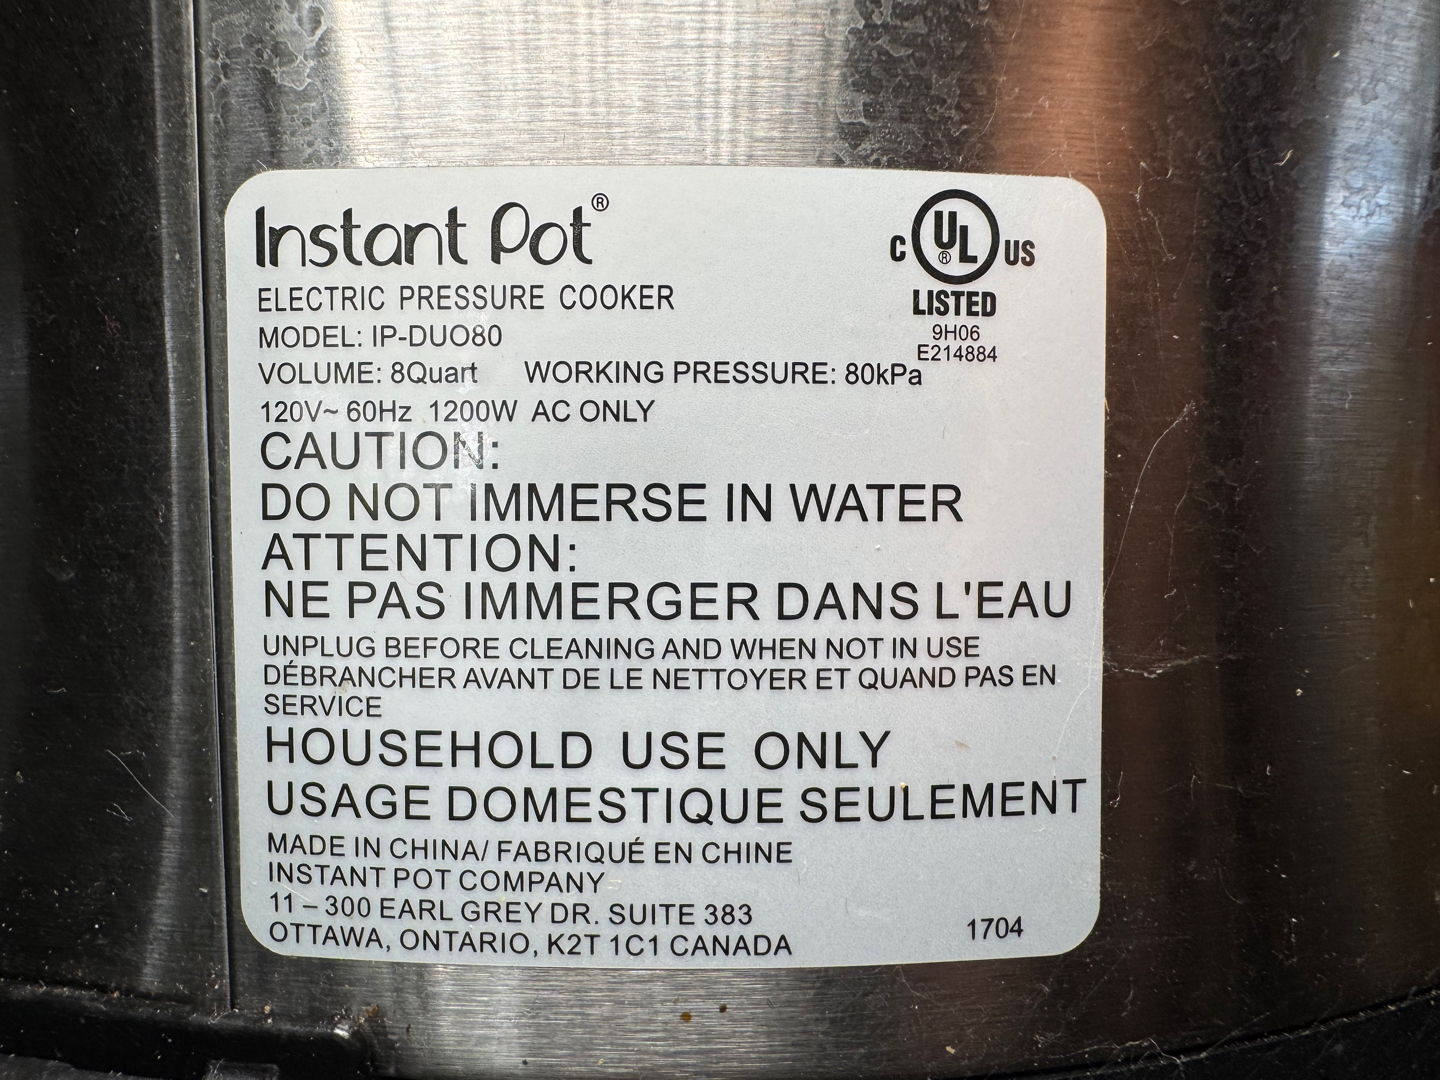 Instant Pot®
C UL® US
LISTED
9H06
E214884
ELECTRIC PRESSURE COOKER
MODEL: IP-DUO80
VOLUME: 8Quart WORKING PRESSURE: 80kPa
120V~ 60Hz 1200W AC ONLY
CAUTION:
DO NOT IMMERSE IN WATER
ATTENTION:
NE PAS IMMERGER DANS L'EAU
UNPLUG BEFORE CLEANING AND WHEN NOT IN USE
DÉBRANCHER AVANT DE LE NETTOYER ET QUAND PAS EN
SERVICE
HOUSEHOLD USE ONLY
USAGE DOMESTIQUE SEULEMENT
MADE IN CHINA/ FABRIQUÉ EN CHINE
INSTANT POT COMPANY
11 – 300 EARL GREY DR. SUITE 383
OTTAWA, ONTARIO, K2T 1C1 CANADA
1704